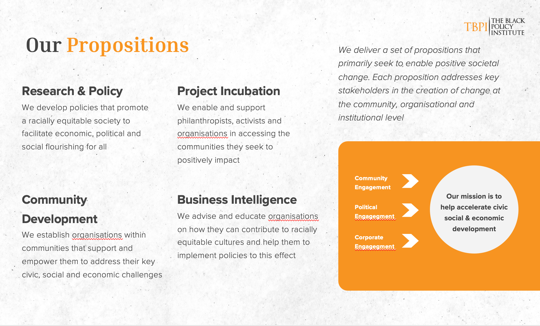 TBPI THE BLACK
POLICY
INSTITUTE
Our Propositions
Research & Policy
We develop policies that promote
a racially equitable society to
facilitate economic, political and
social flourishing for all
Project Incubation
We enable and support
philanthropists, activists and
organisations in accessing the
communities they seek to
positively impact
Community
Development
We establish organisations within
communities that support and
empower them to address their key
civic, social and economic challenges
Business Intelligence
We advise and educate organisations
on how they can contribute to racially
equitable cultures and help them to
implement policies to this effect
We deliver a set of propositions that
primarily seek to enable positive societal
change. Each proposition addresses key
stakeholders in the creation of change at
the community, organisational and
institutional level
Community
Engagement
Political
Engagement
Corporate
Engagement
Our mission is to
help accelerate civic
social & economic
development